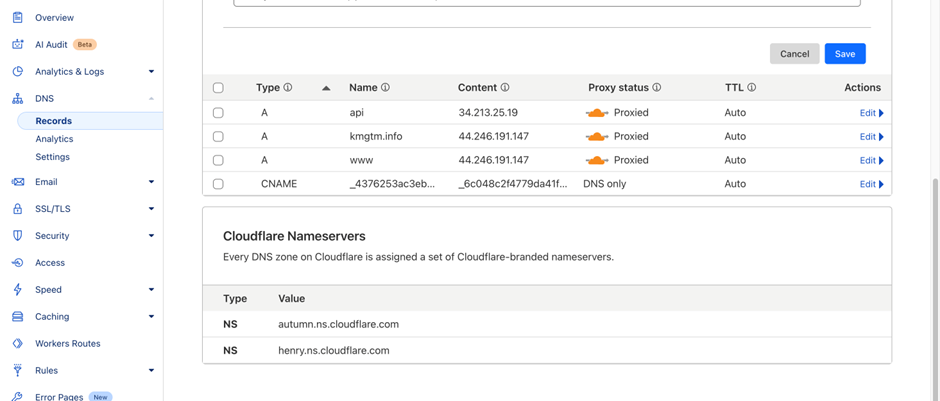 Overview
AI Audit Beta
Analytics & Logs
DNS
Records
Analytics
Settings
Email
SSL/TLS
Security
Access
Speed
Caching
Workers Routes
Rules
Error Pages New
Cancel Save
Type Name Content Proxy status TTL Actions
A api 34.213.25.19 Proxied Auto Edit
A kmgtm.info 44.246.191.147 Proxied Auto Edit
A www 44.246.191.147 Proxied Auto Edit
CNAME _4376253ac3eb... _6c048c2f4779da41f... DNS only Auto Edit
Cloudflare Nameservers
Every DNS zone on Cloudflare is assigned a set of Cloudflare-branded nameservers.
Type Value
NS autumn.ns.cloudflare.com
NS henry.ns.cloudflare.com